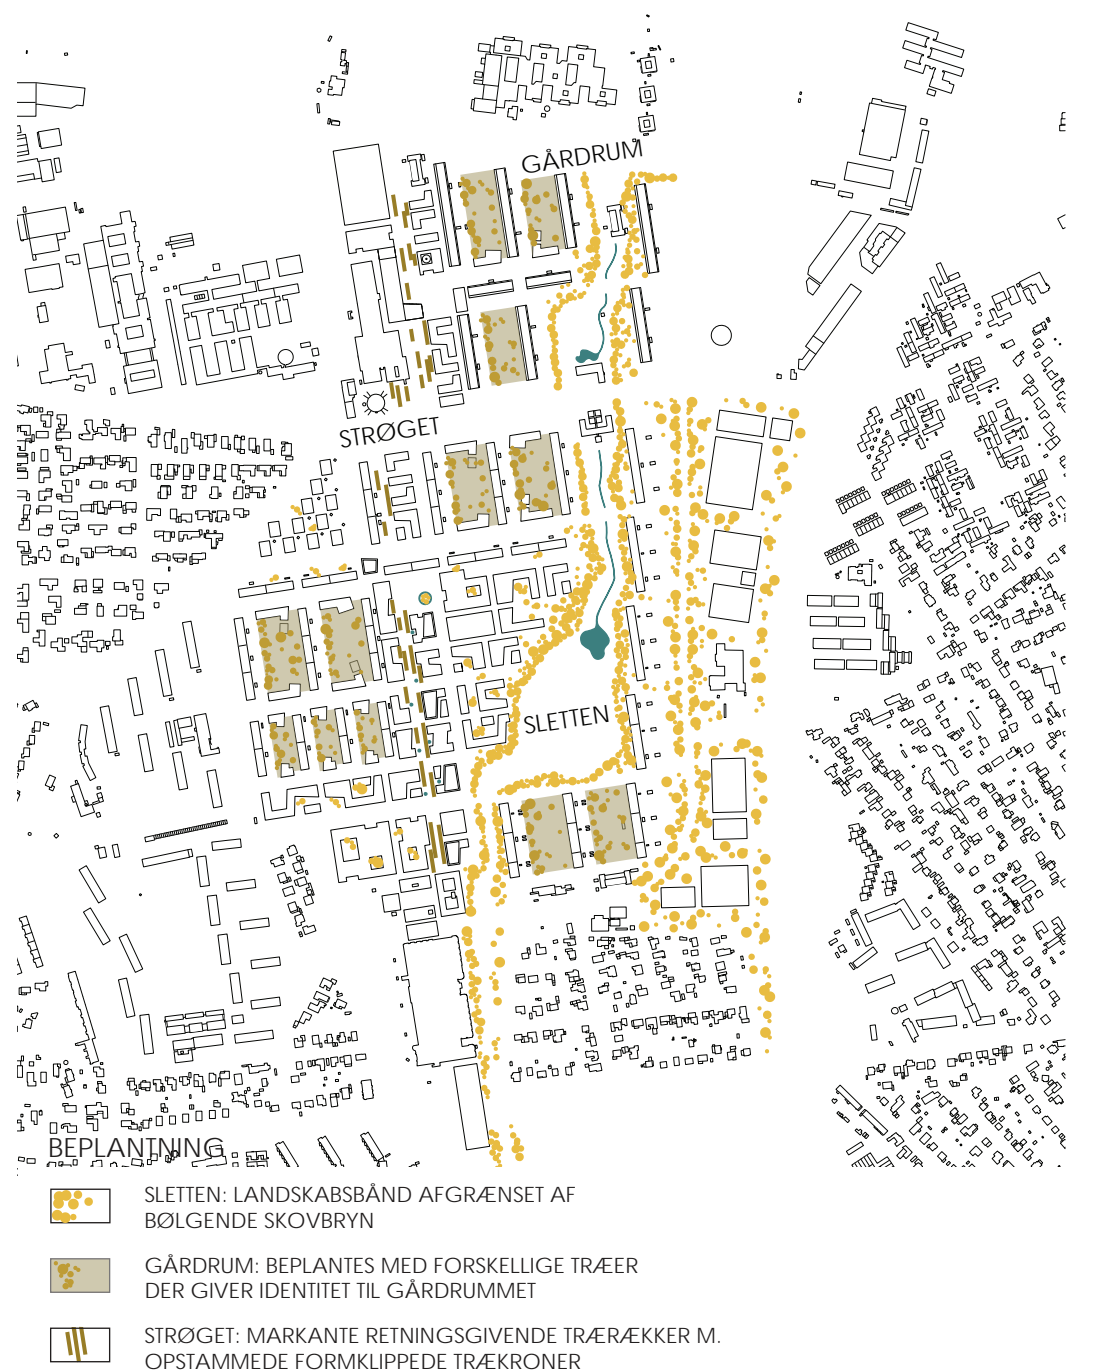 GÅRDRUM
STRØGET
SLETTEN
BEPLANTNING
SLETTEN: LANDSKABSBÅND AFGRÆNSET AF
BØLGENDE SKOVBRYN
GÅRDRUM: BEPLANTES MED FORSKELLIGE TRÆER
DER GIVER IDENTITET TIL GÅRDRUMMET
STRØGET: MARKANTE RETNINGSGIVENDE TRÆRÆKKER M.
OPSTAMMEDE FORMKLIPPEDE TRÆKRONER